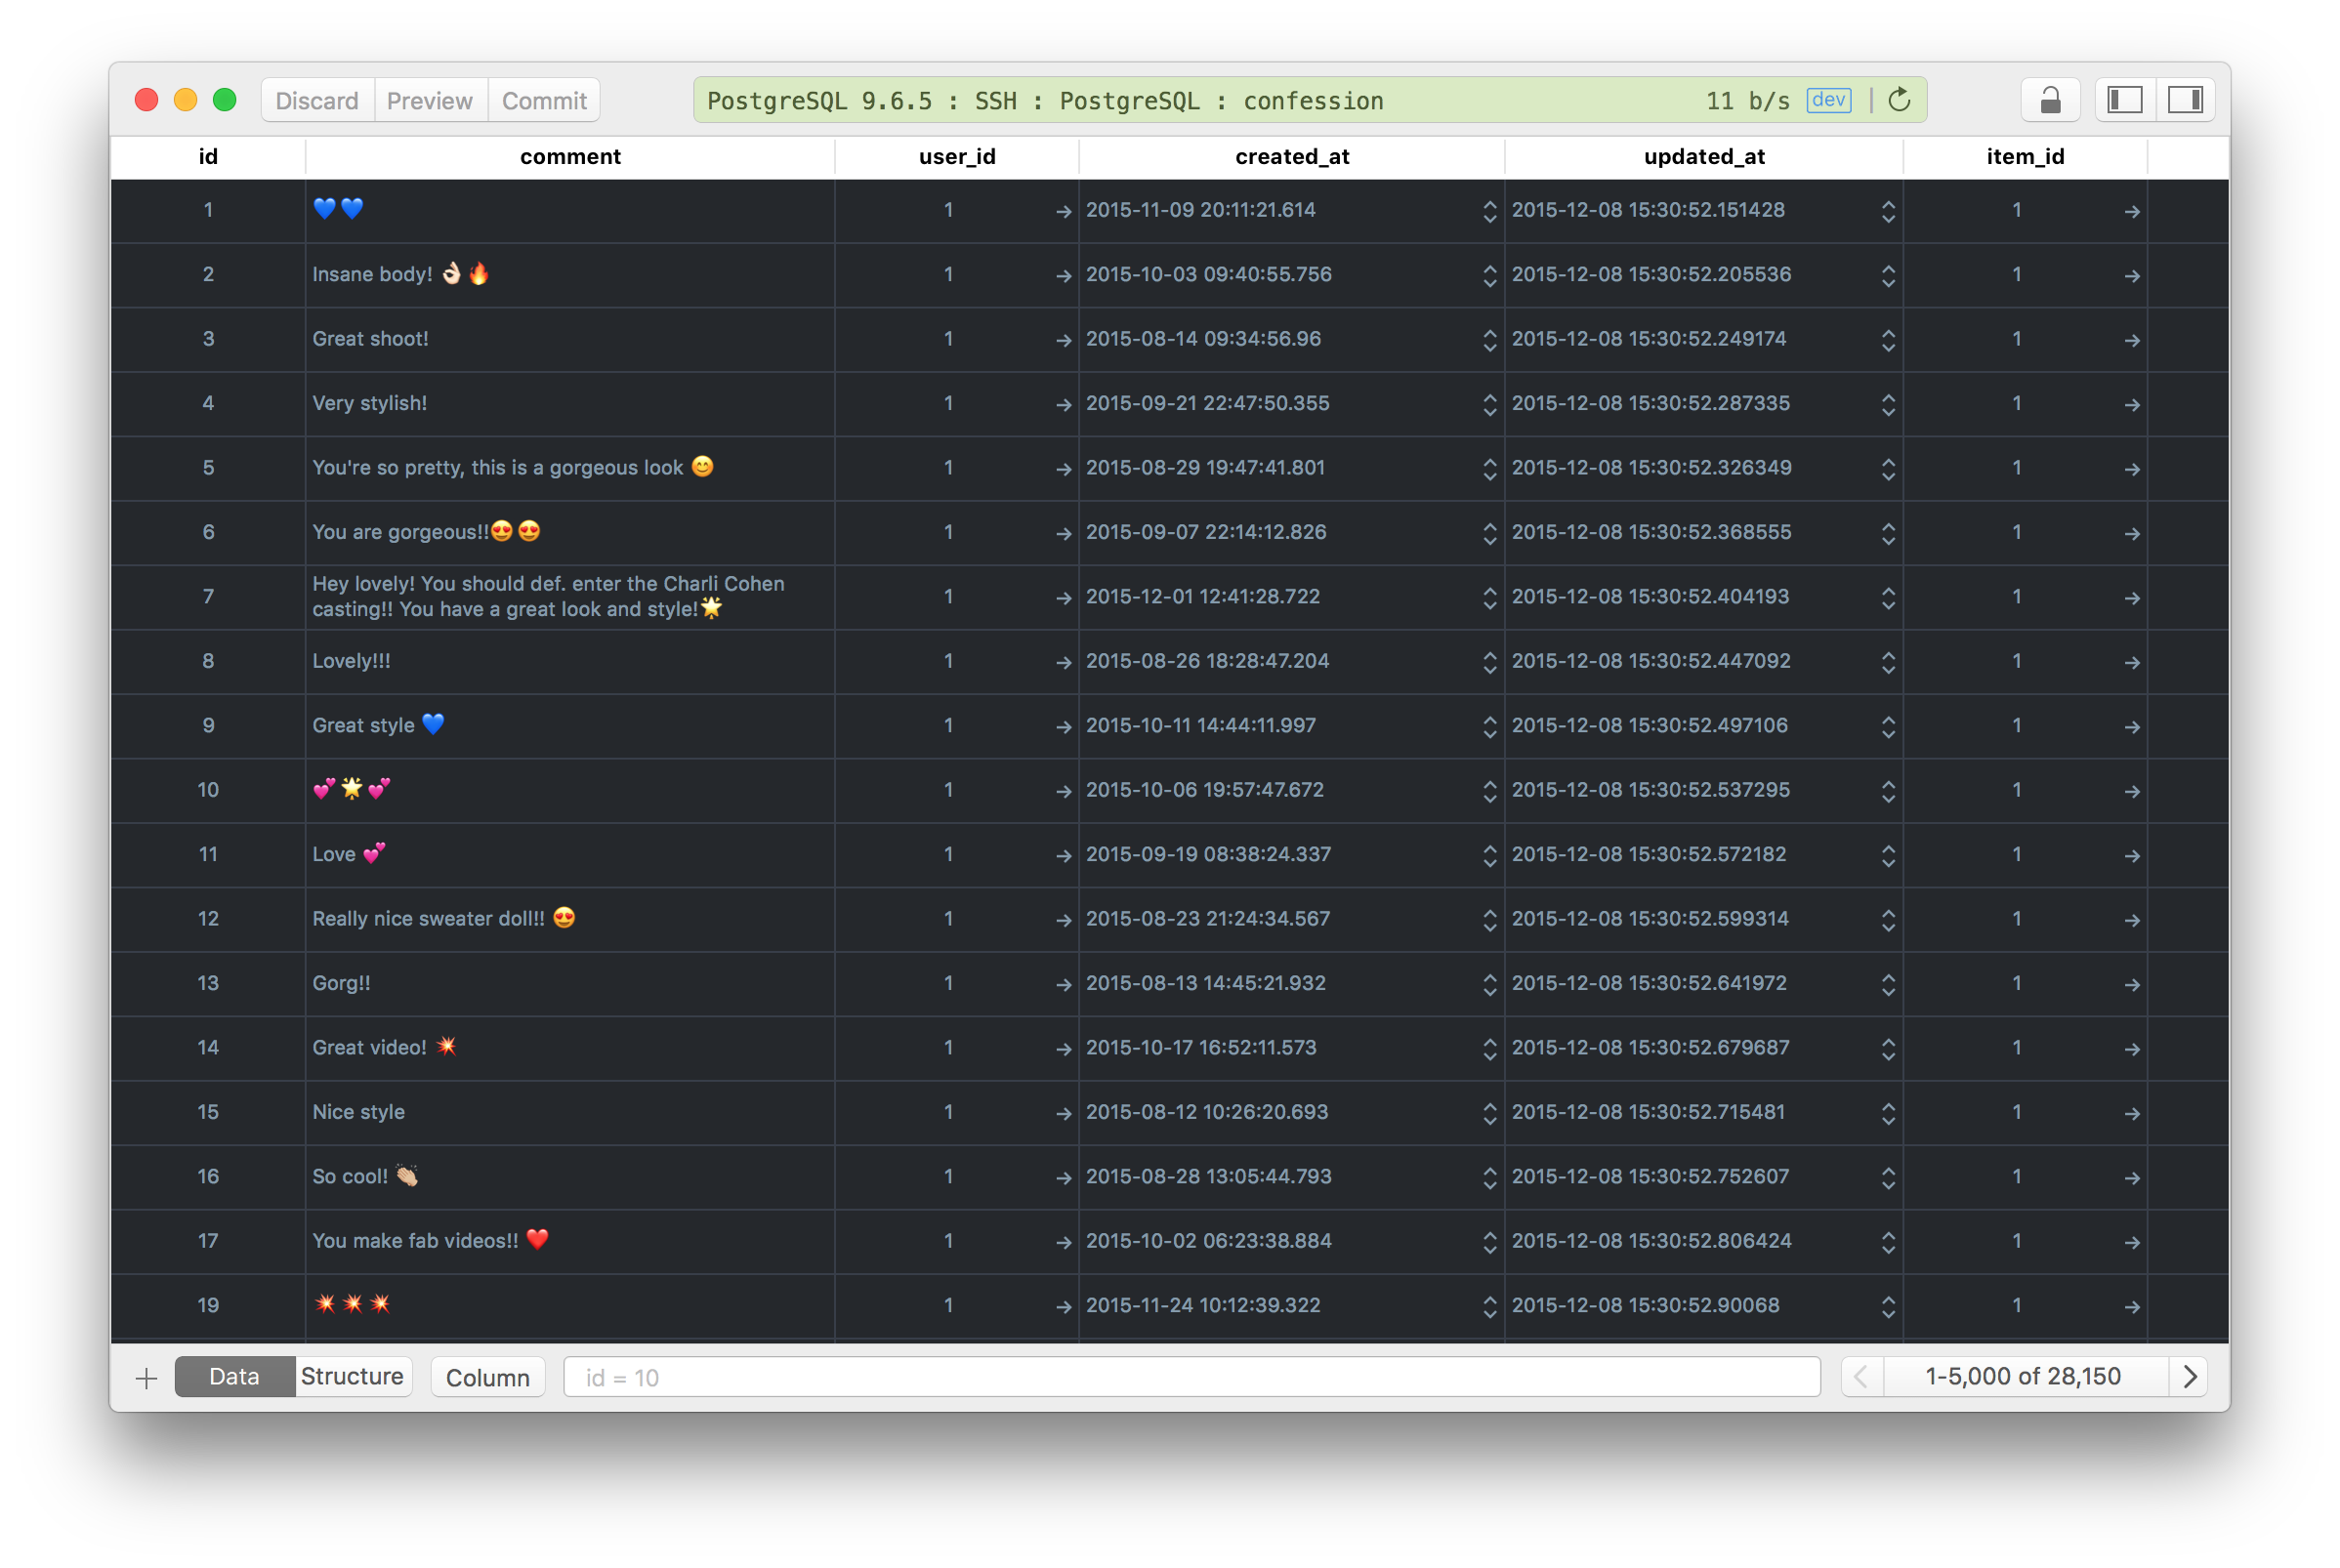 Discard Preview Commit PostgreSQL 9.6.5 : SSH : PostgreSQL : confession 11 b/s dev
id comment user_id created_at updated_at item_id
1 💙💙 1 → 2015-11-09 20:11:21.614 2015-12-08 15:30:52.151428 1 →
2 Insane body! 👌🏻🔥 1 → 2015-10-03 09:40:55.756 2015-12-08 15:30:52.205536 1 →
3 Great shoot! 1 → 2015-08-14 09:34:56.96 2015-12-08 15:30:52.249174 1 →
4 Very stylish! 1 → 2015-09-21 22:47:50.355 2015-12-08 15:30:52.287335 1 →
5 You're so pretty, this is a gorgeous look 😊 1 → 2015-08-29 19:47:41.801 2015-12-08 15:30:52.326349 1 →
6 You are gorgeous!!😍😍 1 → 2015-09-07 22:14:12.826 2015-12-08 15:30:52.368555 1 →
7 Hey lovely! You should def. enter the Charli Cohen
casting!! You have a great look and style!🌟 1 → 2015-12-01 12:41:28.722 2015-12-08 15:30:52.404193 1 →
8 Lovely!!! 1 → 2015-08-26 18:28:47.204 2015-12-08 15:30:52.447092 1 →
9 Great style 💙 1 → 2015-10-11 14:44:11.997 2015-12-08 15:30:52.497106 1 →
10 💕🌟💕 1 → 2015-10-06 19:57:47.672 2015-12-08 15:30:52.537295 1 →
11 Love 💕 1 → 2015-09-19 08:38:24.337 2015-12-08 15:30:52.572182 1 →
12 Really nice sweater doll!! 😍 1 → 2015-08-23 21:24:34.567 2015-12-08 15:30:52.599314 1 →
13 Gorg!! 1 → 2015-08-13 14:45:21.932 2015-12-08 15:30:52.641972 1 →
14 Great video! 💥 1 → 2015-10-17 16:52:11.573 2015-12-08 15:30:52.679687 1 →
15 Nice style 1 → 2015-08-12 10:26:20.693 2015-12-08 15:30:52.715481 1 →
16 So cool! 👏🏼 1 → 2015-08-28 13:05:44.793 2015-12-08 15:30:52.752607 1 →
17 You make fab videos!! ❤️ 1 → 2015-10-02 06:23:38.884 2015-12-08 15:30:52.806424 1 →
19 💥💥💥 1 → 2015-11-24 10:12:39.322 2015-12-08 15:30:52.90068 1 →
+ Data Structure Column id = 10 1-5,000 of 28,150